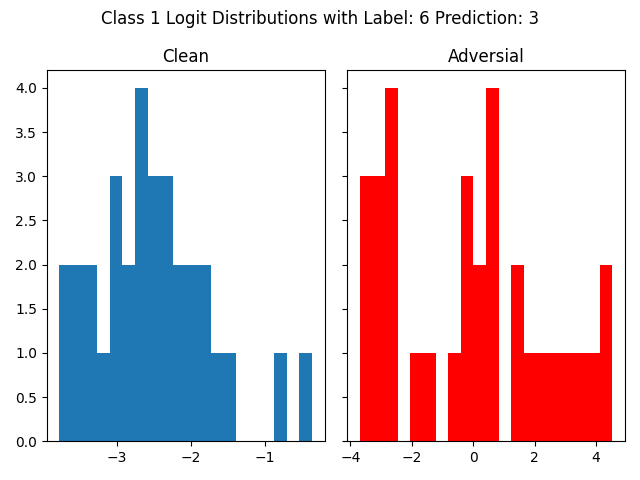 Class 1 Logit Distributions with Label: 6 Prediction: 3
Clean
Adversial
4.0
3.5
3.0
2.5
2.0
1.5
1.0
0.5
0.0
−3 −2 −1
−4 −2 0 2 4